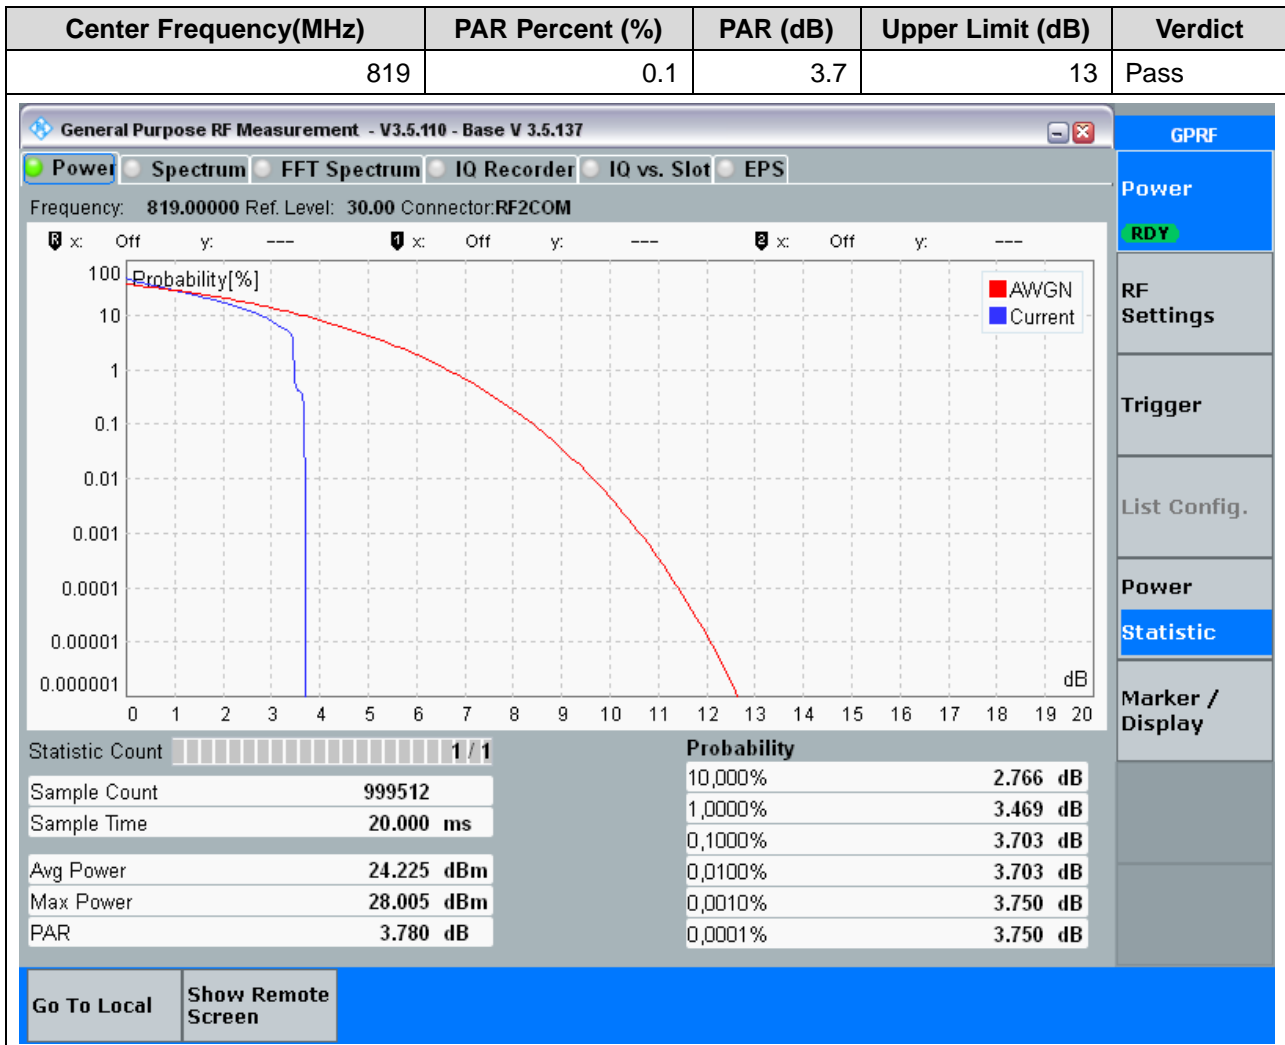 Center Frequency(MHz) PAR Percent (%) PAR (dB) Upper Limit (dB) Verdict
819 0.1 3.7 13 Pass
General Purpose RF Measurement - V3.5.110 - Base V 3.5.137
GPRF
Power Spectrum FFT Spectrum IQ Recorder IQ vs. Slot EPS
Power
RDY
Frequency: 819.00000 Ref. Level: 30.00 Connector:RF2COM
R x: Off y: --- 1 x: Off y: --- 2 x: Off y: ---
Probability[%]
AWGN
Current
100
10
1
0.1
0.01
0.001
0.0001
0.00001
0.000001
dB
0 1 2 3 4 5 6 7 8 9 10 11 12 13 14 15 16 17 18 19 20
RF
Settings
Trigger
List Config.
Power
Statistic
Marker /
Display
Statistic Count 1 / 1
Sample Count 999512
Sample Time 20.000 ms
Avg Power 24.225 dBm
Max Power 28.005 dBm
PAR 3.780 dB
Probability
10,000% 2.766 dB
1,0000% 3.469 dB
0,1000% 3.703 dB
0,0100% 3.703 dB
0,0010% 3.750 dB
0,0001% 3.750 dB
Go To Local
Show Remote
Screen